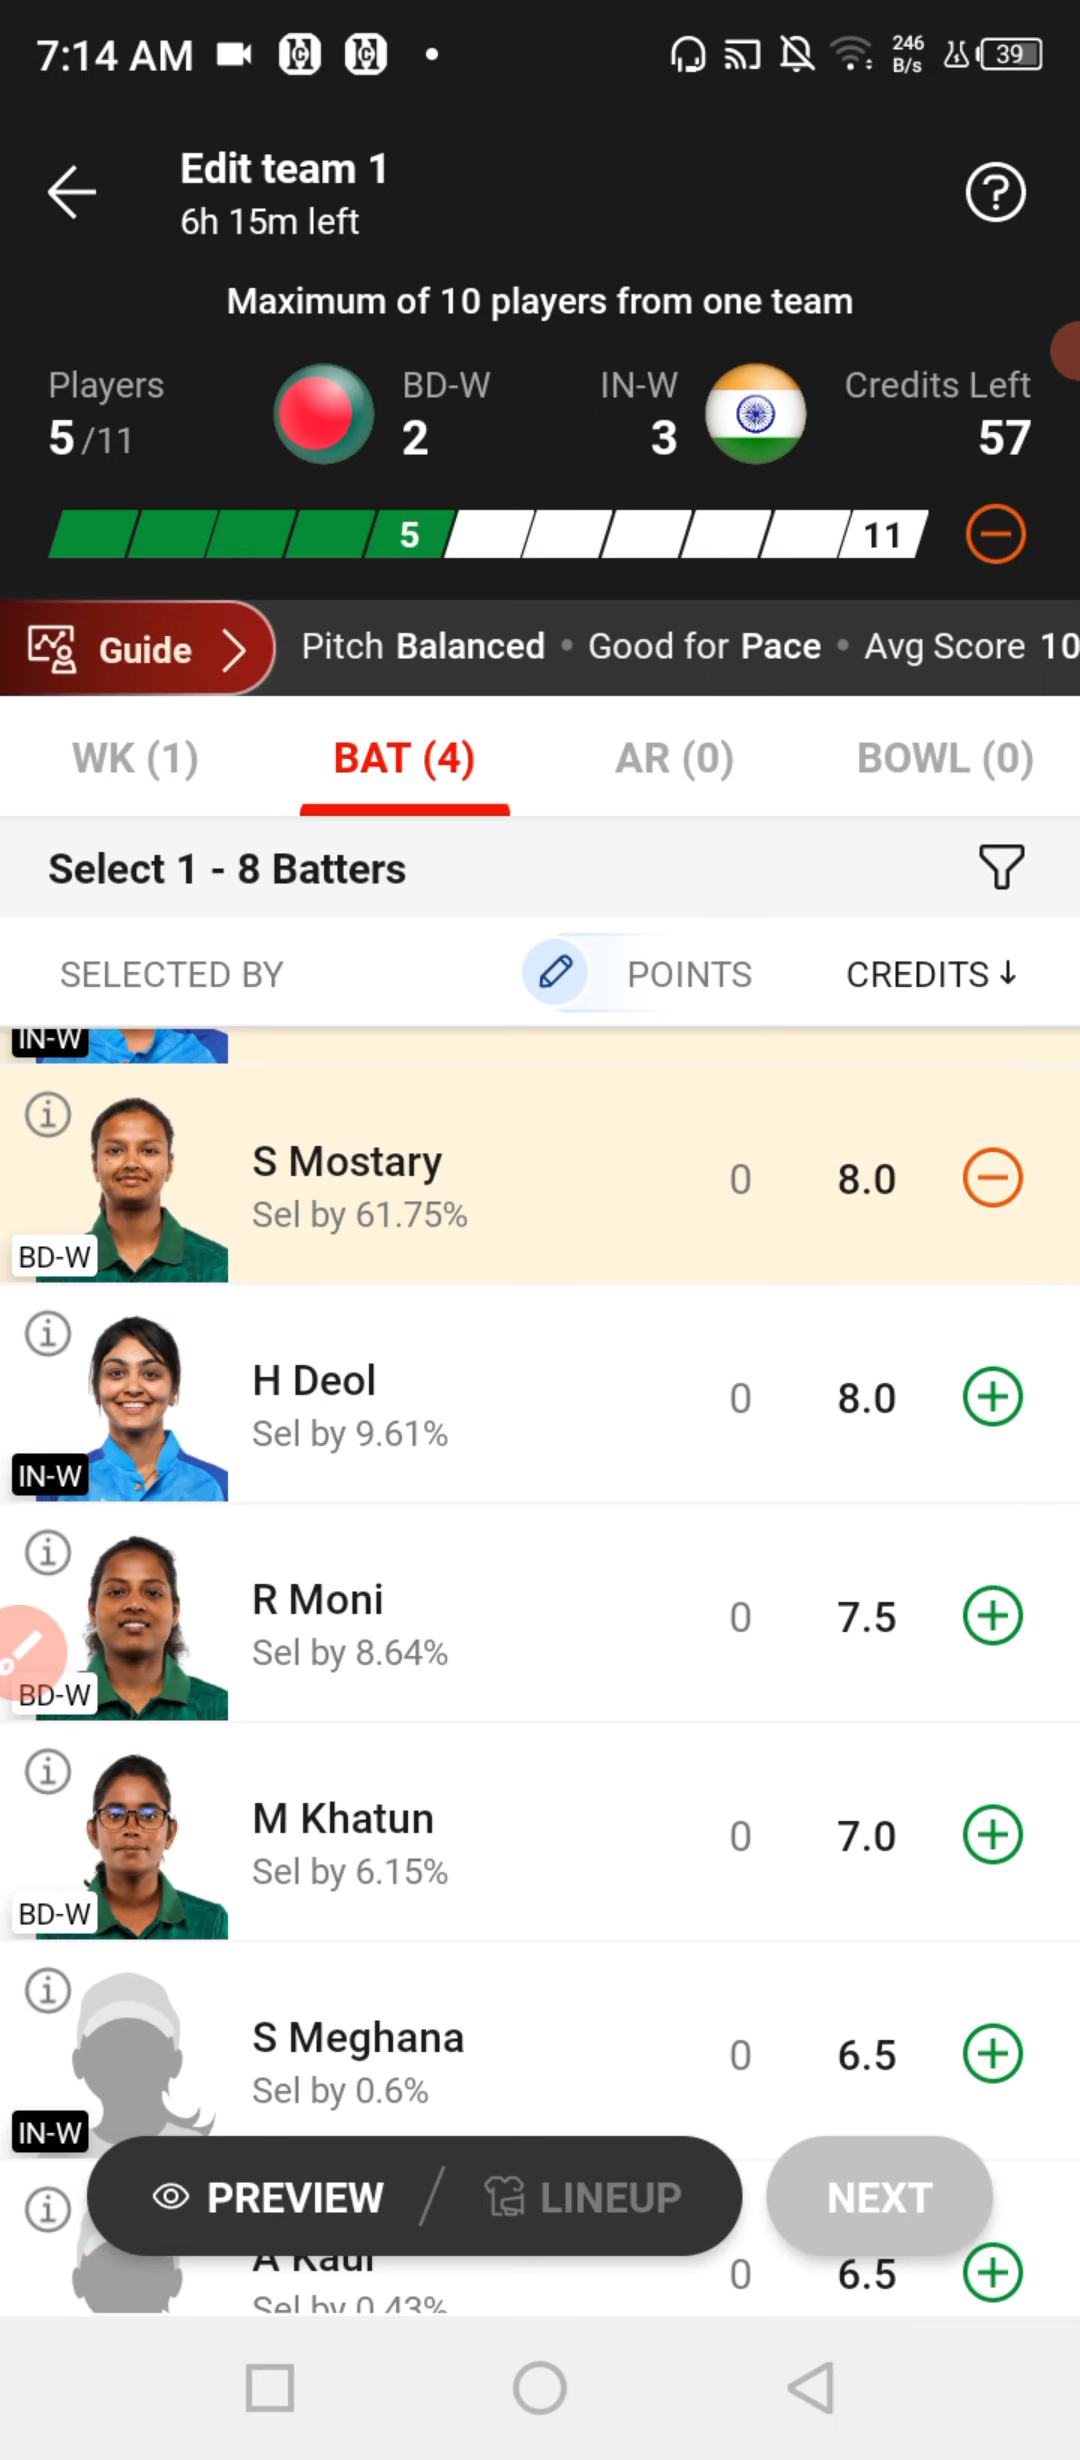 7:14 AM
246
B/s
39
Edit team 1
6h 15m left
Maximum of 10 players from one team
Players
5 /11
BD-W
2
IN-W
3
Credits Left
57
5
11
Guide
Pitch Balanced • Good for Pace • Avg Score 10
WK (1)
BAT (4)
AR (0)
BOWL (0)
Select 1 - 8 Batters
SELECTED BY
POINTS
CREDITS↓
IN-W
S Mostary
Sel by 61.75%
0
8.0
BD-W
H Deol
Sel by 9.61%
0
8.0
IN-W
R Moni
Sel by 8.64%
0
7.5
BD-W
M Khatun
Sel by 6.15%
0
7.0
BD-W
S Meghana
Sel by 0.6%
0
6.5
IN-W
PREVIEW / LINEUP
NEXT
A Kaur
Sel by 0.43%
0
6.5